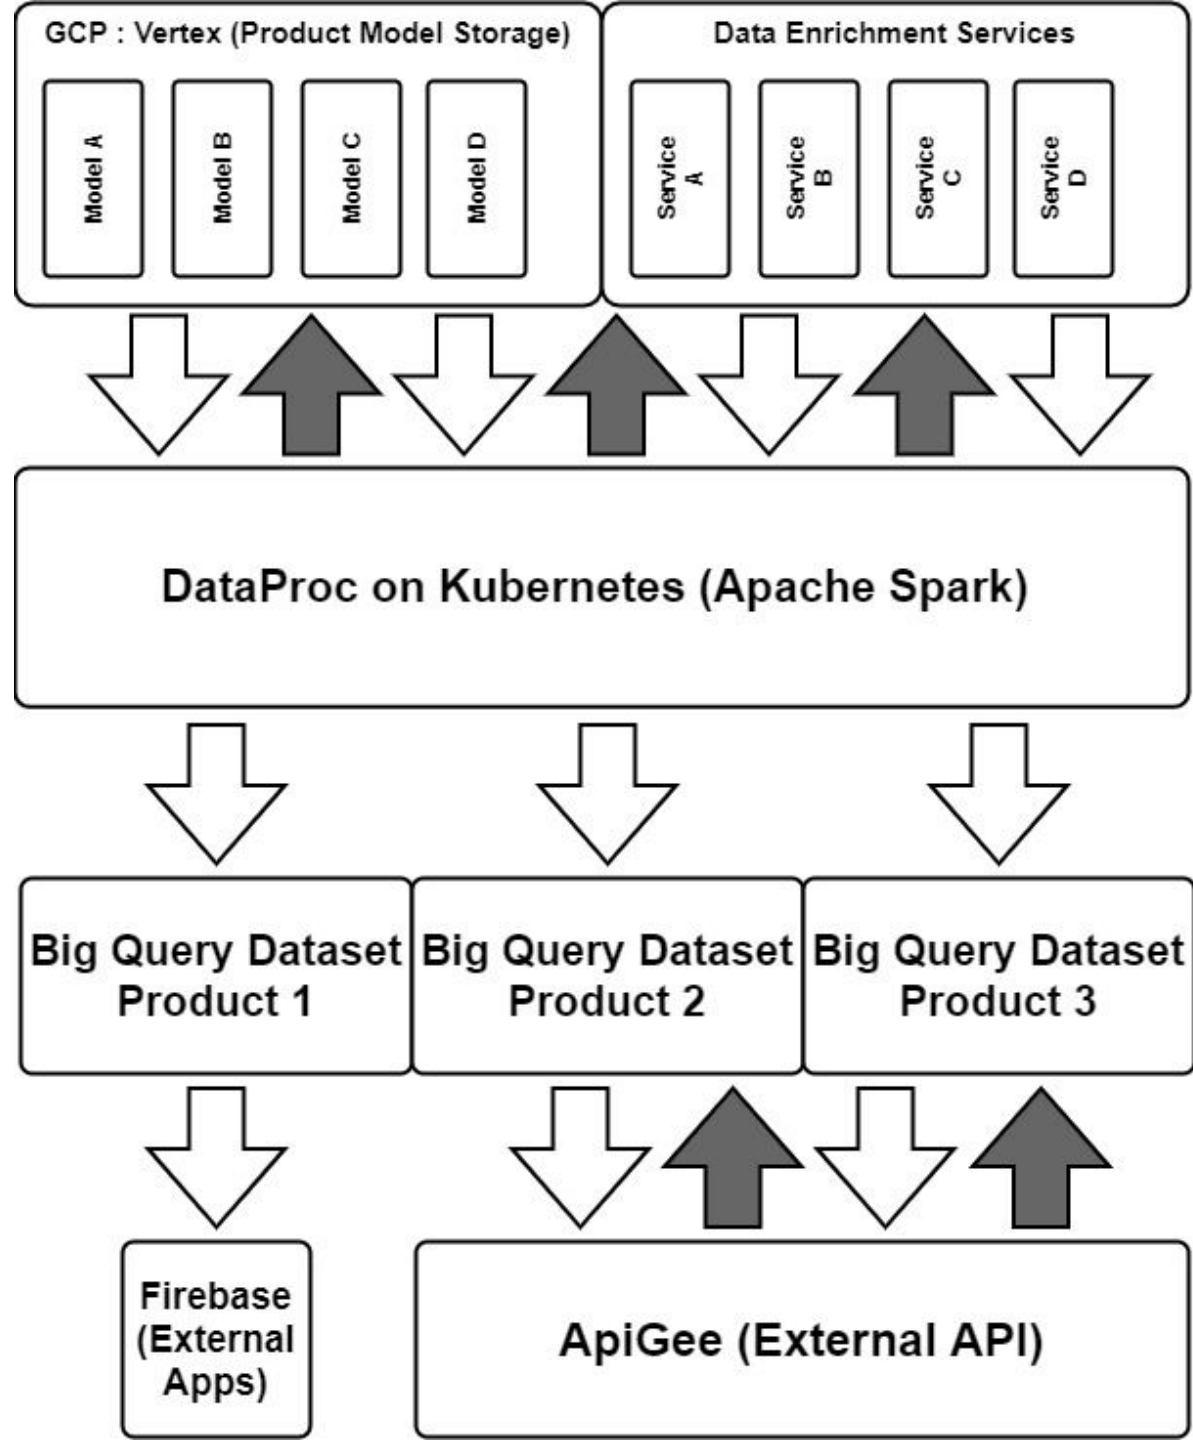 GCP : Vertex (Product Model Storage)
Model A
Model B
Model C
Model D
Data Enrichment Services
Service
A
Service
B
Service
C
Service
D
DataProc on Kubernetes (Apache Spark)
Big Query Dataset
Product 1
Big Query Dataset
Product 2
Big Query Dataset
Product 3
Firebase
(External
Apps)
ApiGee (External API)